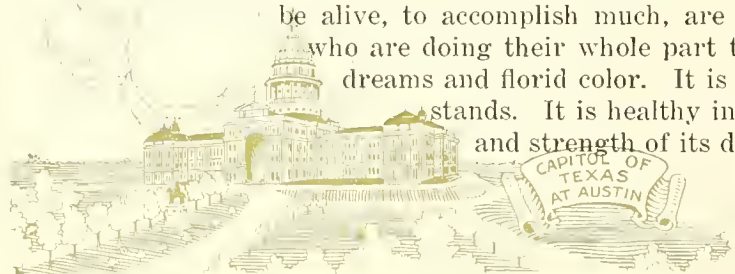 be alive, to accomplish much, are
who are doing their whole part t
dreams and florid color. It is
stands. It is healthy in
and strength of its d
CAPITOL OF
TEXAS
AT AUSTIN